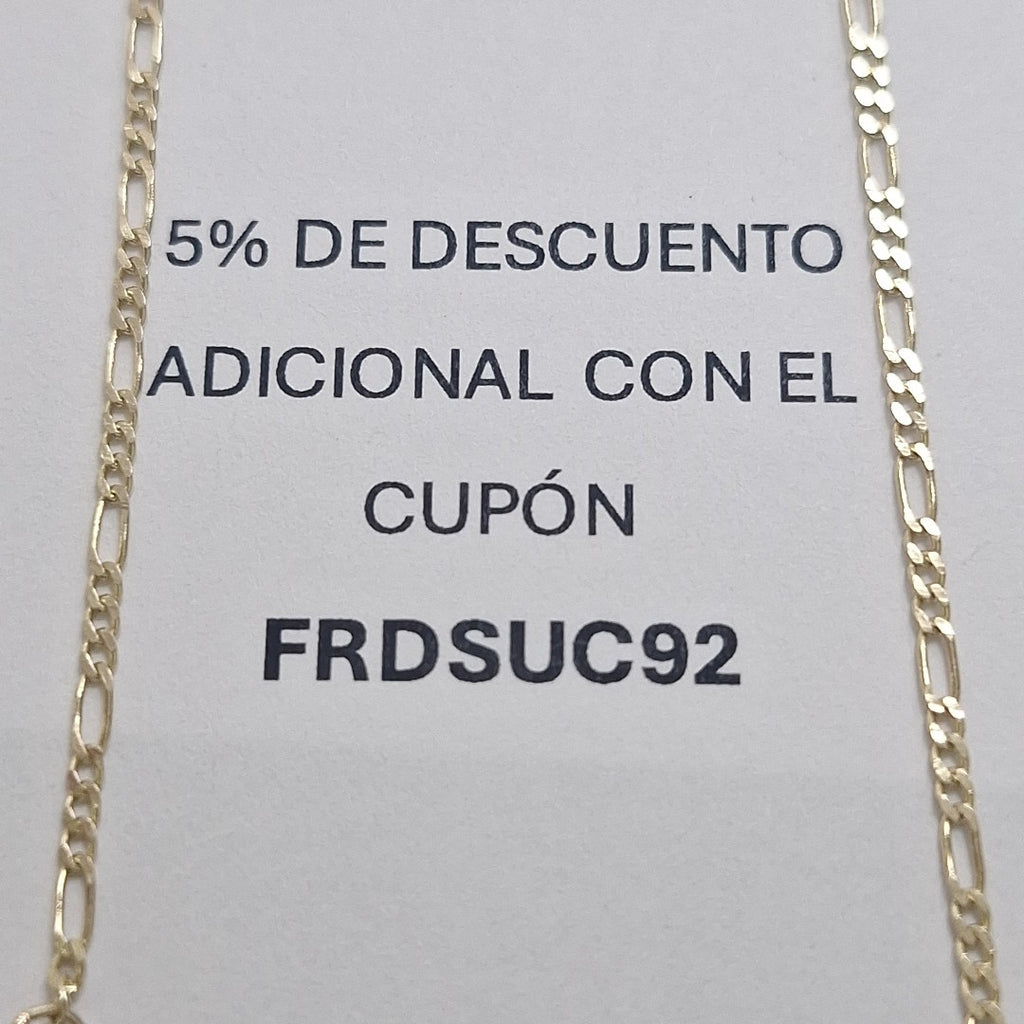 5% DE DESCUENTO
ADICIONAL CON EL
CUPÓN
FRDSUC92